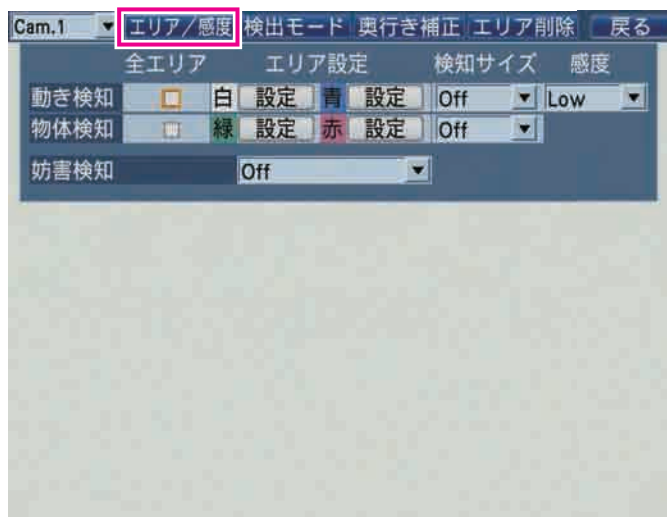 Cam.1 エリア/感度 検出モード 奥行き補正 エリア削除 戻る
全エリア エリア設定 検知サイズ 感度
動き検知 白 設定 青 設定 Off Low
物体検知 緑 設定 赤 設定 Off
妨害検知 Off